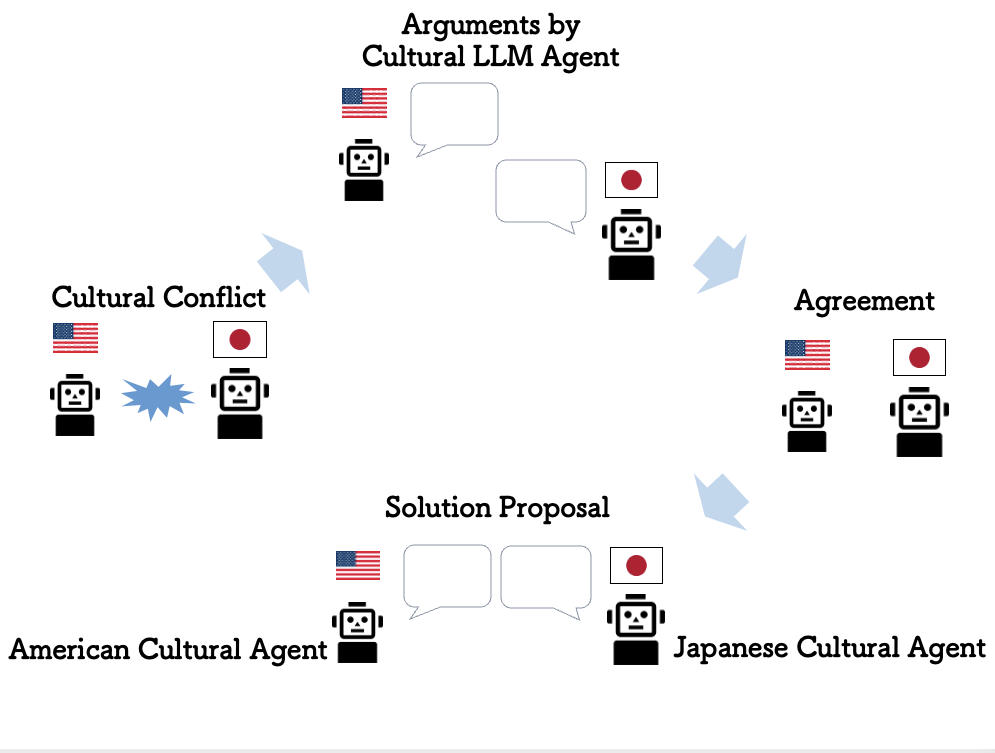 Arguments by
Cultural LLM Agent
Cultural Conflict
Agreement
Solution Proposal
American Cultural Agent
Japanese Cultural Agent